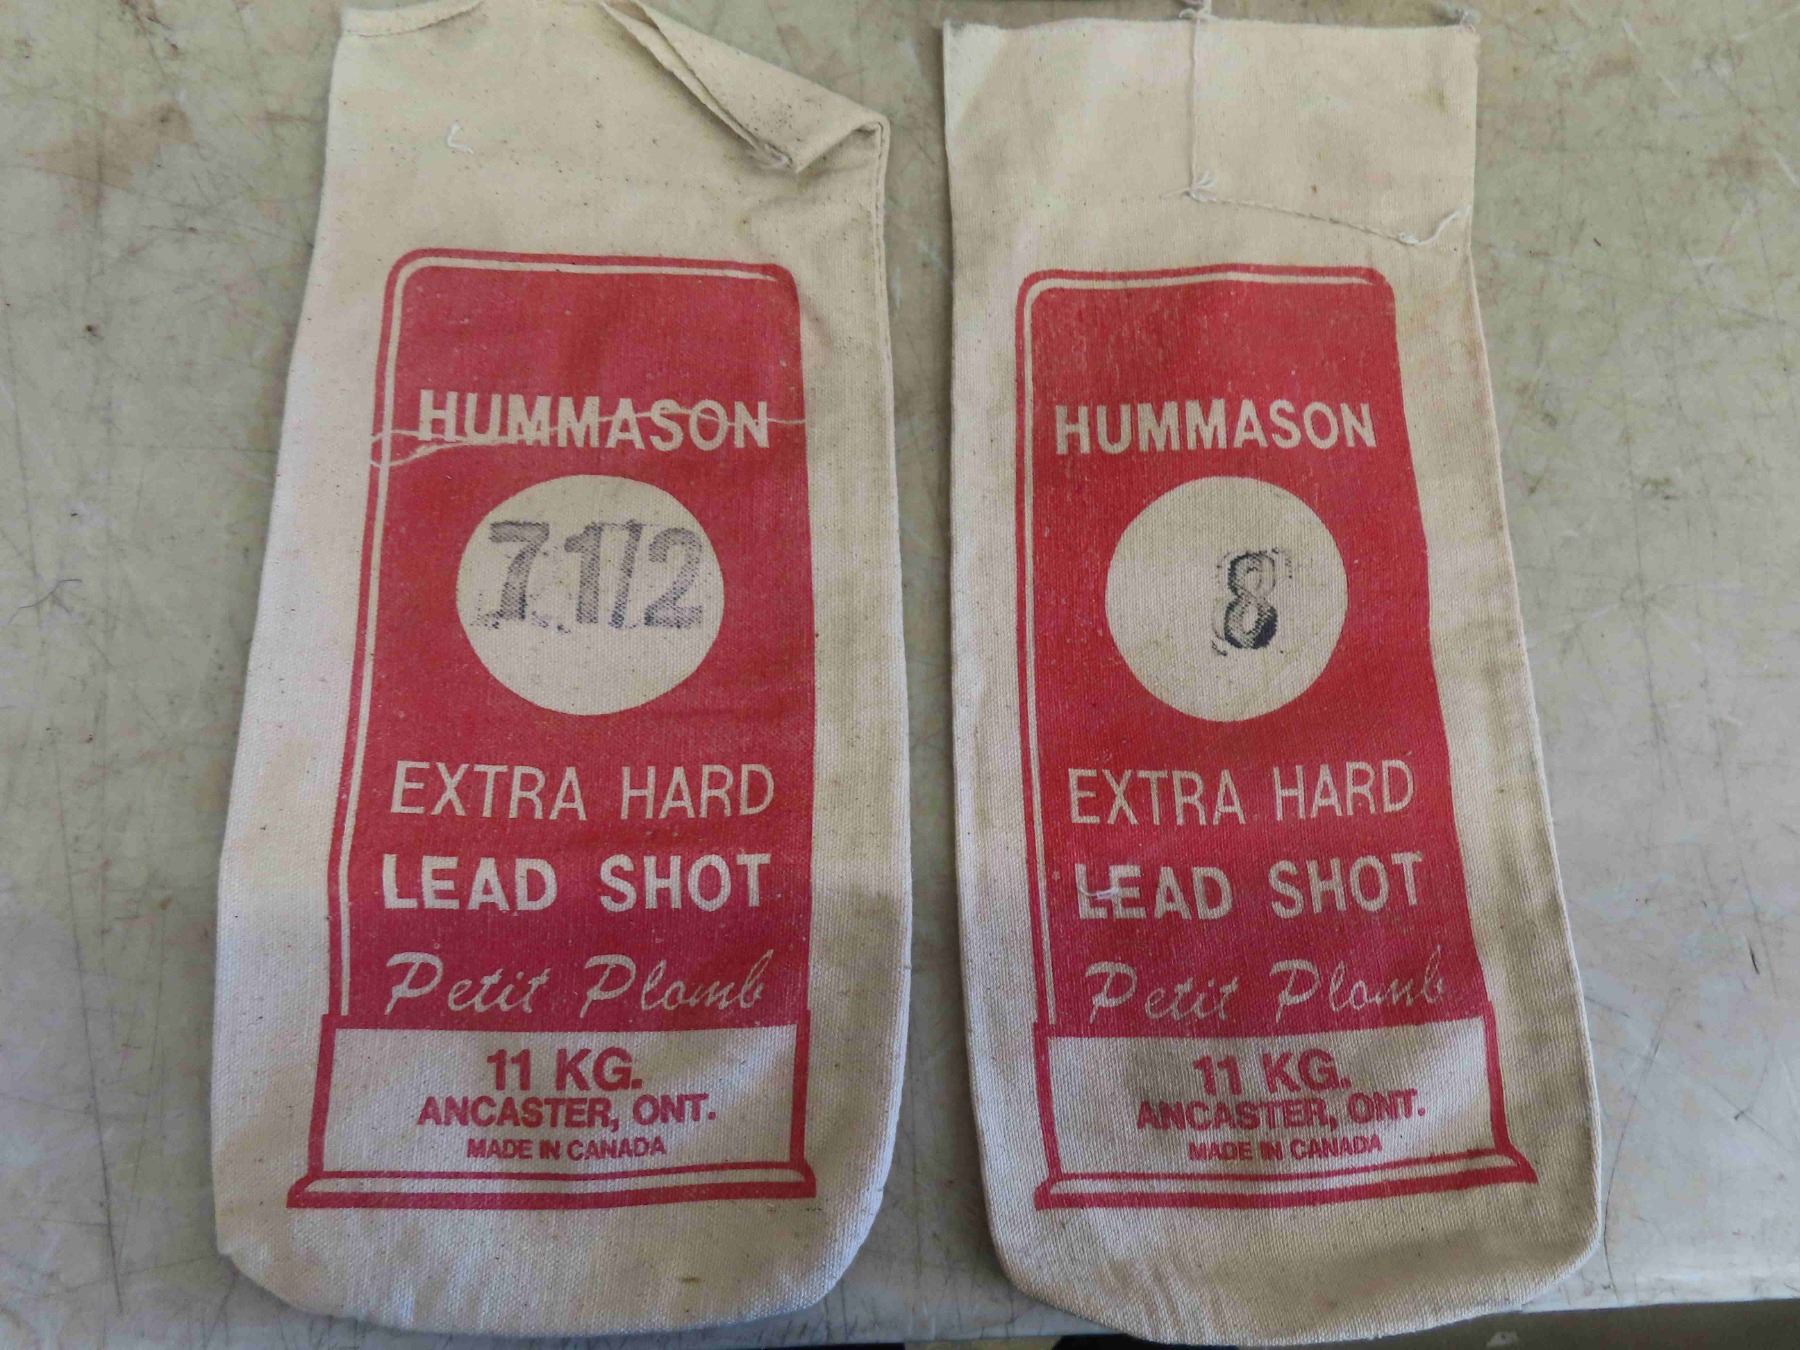 HUMMASON
7 1/2
EXTRA HARD
LEAD SHOT
Petit Plomb
11 KG.
ANCASTER, ONT.
MADE IN CANADA
HUMMASON
8
EXTRA HARD
LEAD SHOT
Petit Plomb
11 KG.
ANCASTER, ONT.
MADE IN CANADA